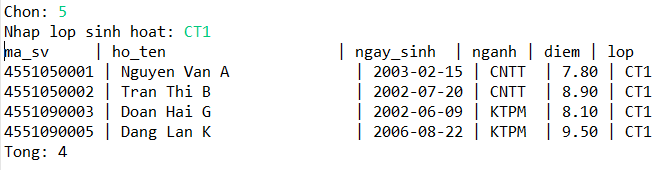 Chon: 5
Nhap lop sinh hoat: CT1
ma_sv | ho_ten | ngay_sinh | nganh | diem | lop
4551050001 | Nguyen Van A | 2003-02-15 | CNTT | 7.80 | CT1
4551050002 | Tran Thi B | 2002-07-20 | CNTT | 8.90 | CT1
4551090003 | Doan Hai G | 2002-06-09 | KTPM | 8.10 | CT1
4551090005 | Dang Lan K | 2006-08-22 | KTPM | 9.50 | CT1
Tong: 4